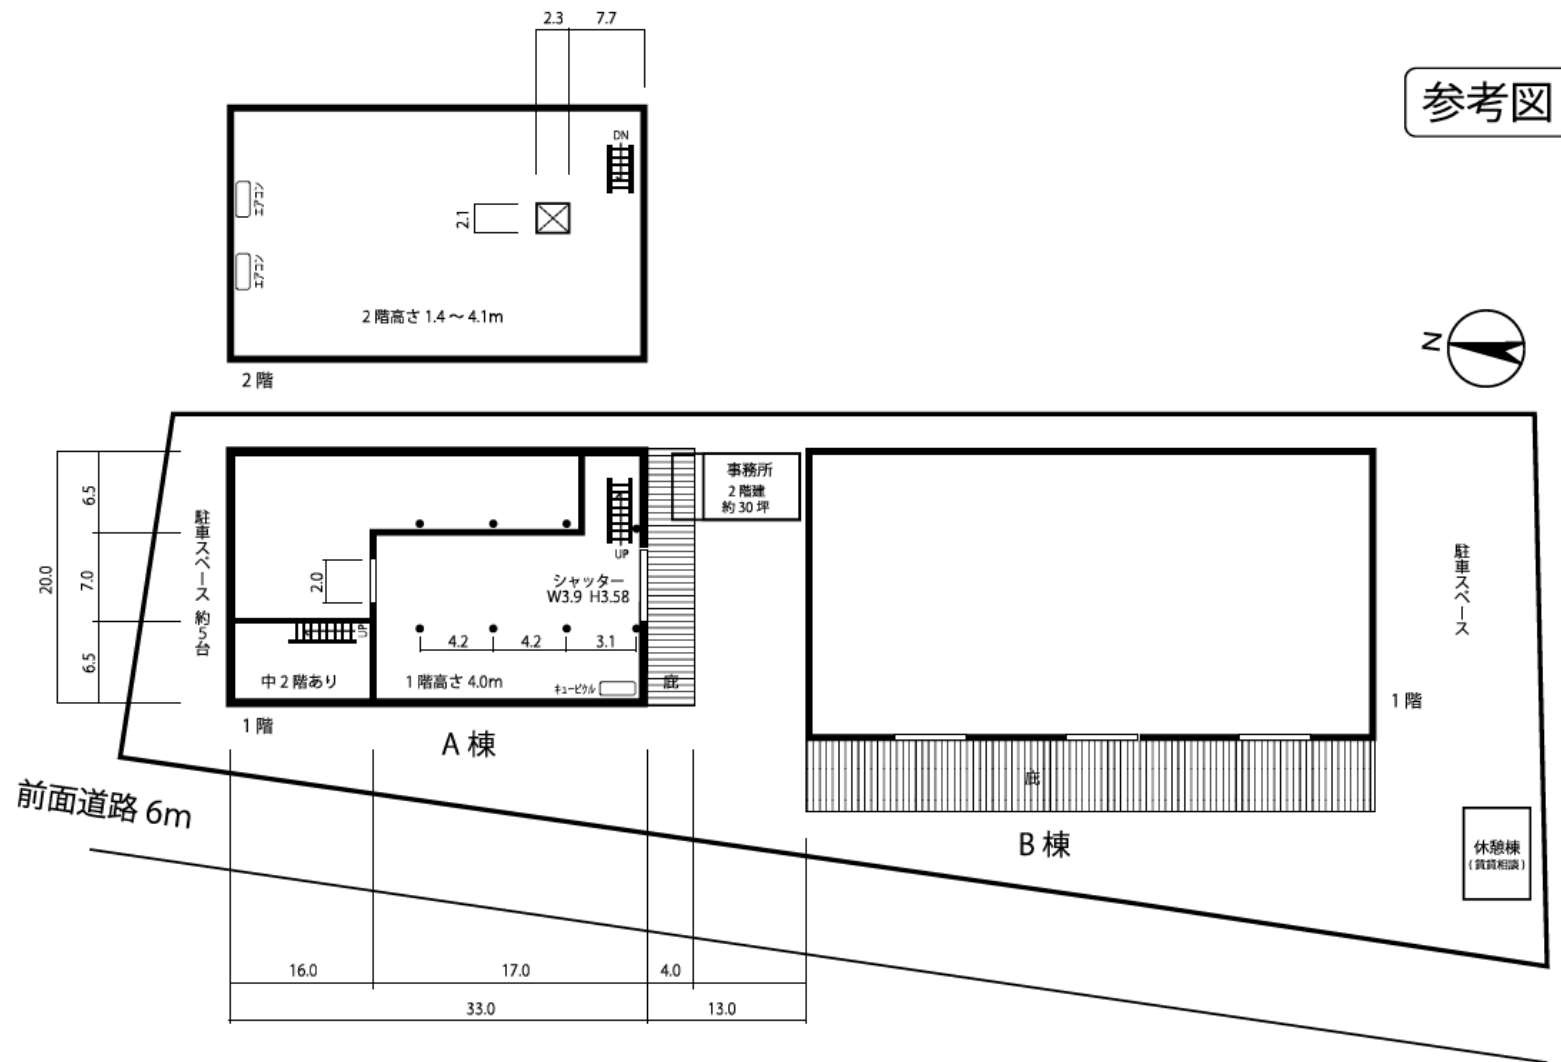 2.3 7.7
参考図
DN
エアコン
2.1
エアコン
2 階高さ 1.4 ～ 4.1m
2 階
N
20.0
6.5
7.0
6.5
駐車スペース 約5台
2.0
UP
中 2 階あり
UP
シャッター
W3.9 H3.58
4.2 4.2 3.1
1 階高さ 4.0m
キュービクル
庇
1 階
A 棟
事務所
2 階建
約 30 坪
駐車スペース
1 階
庇
B 棟
休憩棟
( 賃貸相談 )
前面道路 6m
16.0 17.0 4.0
33.0 13.0